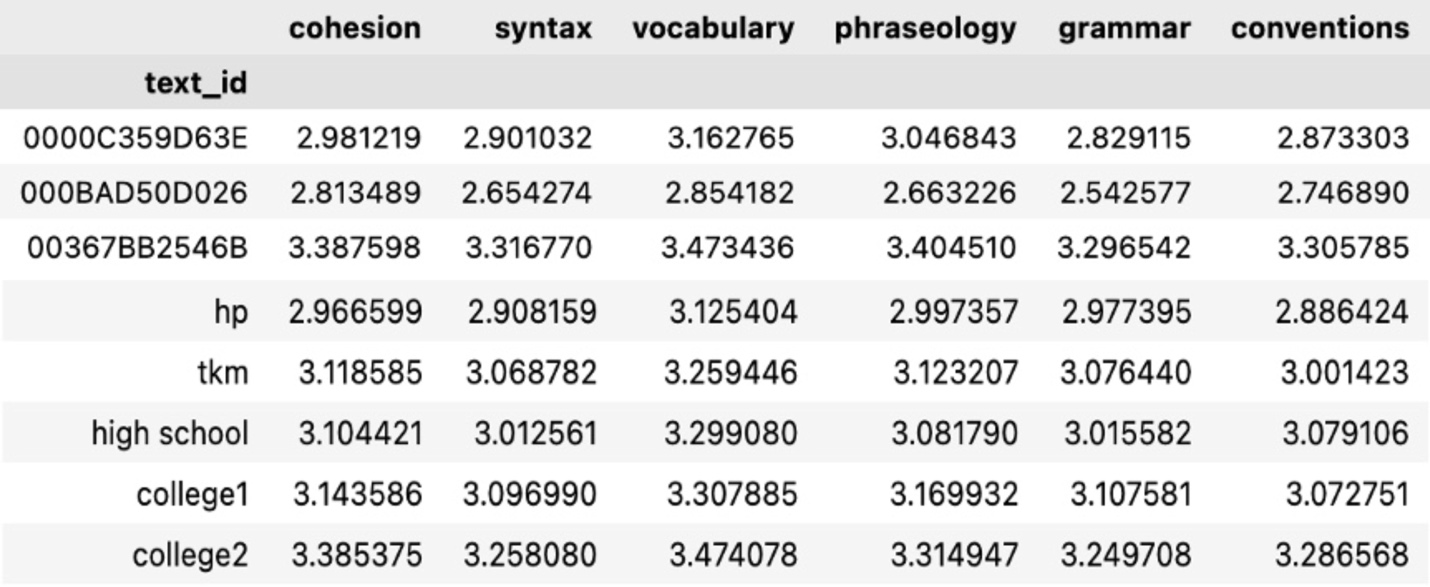 cohesion syntax vocabulary phraseology grammar conventions
text_id
0000C359D63E 2.981219 2.901032 3.162765 3.046843 2.829115 2.873303
000BAD50D026 2.813489 2.654274 2.854182 2.663226 2.542577 2.746890
00367BB2546B 3.387598 3.316770 3.473436 3.404510 3.296542 3.305785
hp 2.966599 2.908159 3.125404 2.997357 2.977395 2.886424
tkm 3.118585 3.068782 3.259446 3.123207 3.076440 3.001423
high school 3.104421 3.012561 3.299080 3.081790 3.015582 3.079106
college1 3.143586 3.096990 3.307885 3.169932 3.107581 3.072751
college2 3.385375 3.258080 3.474078 3.314947 3.249708 3.286568